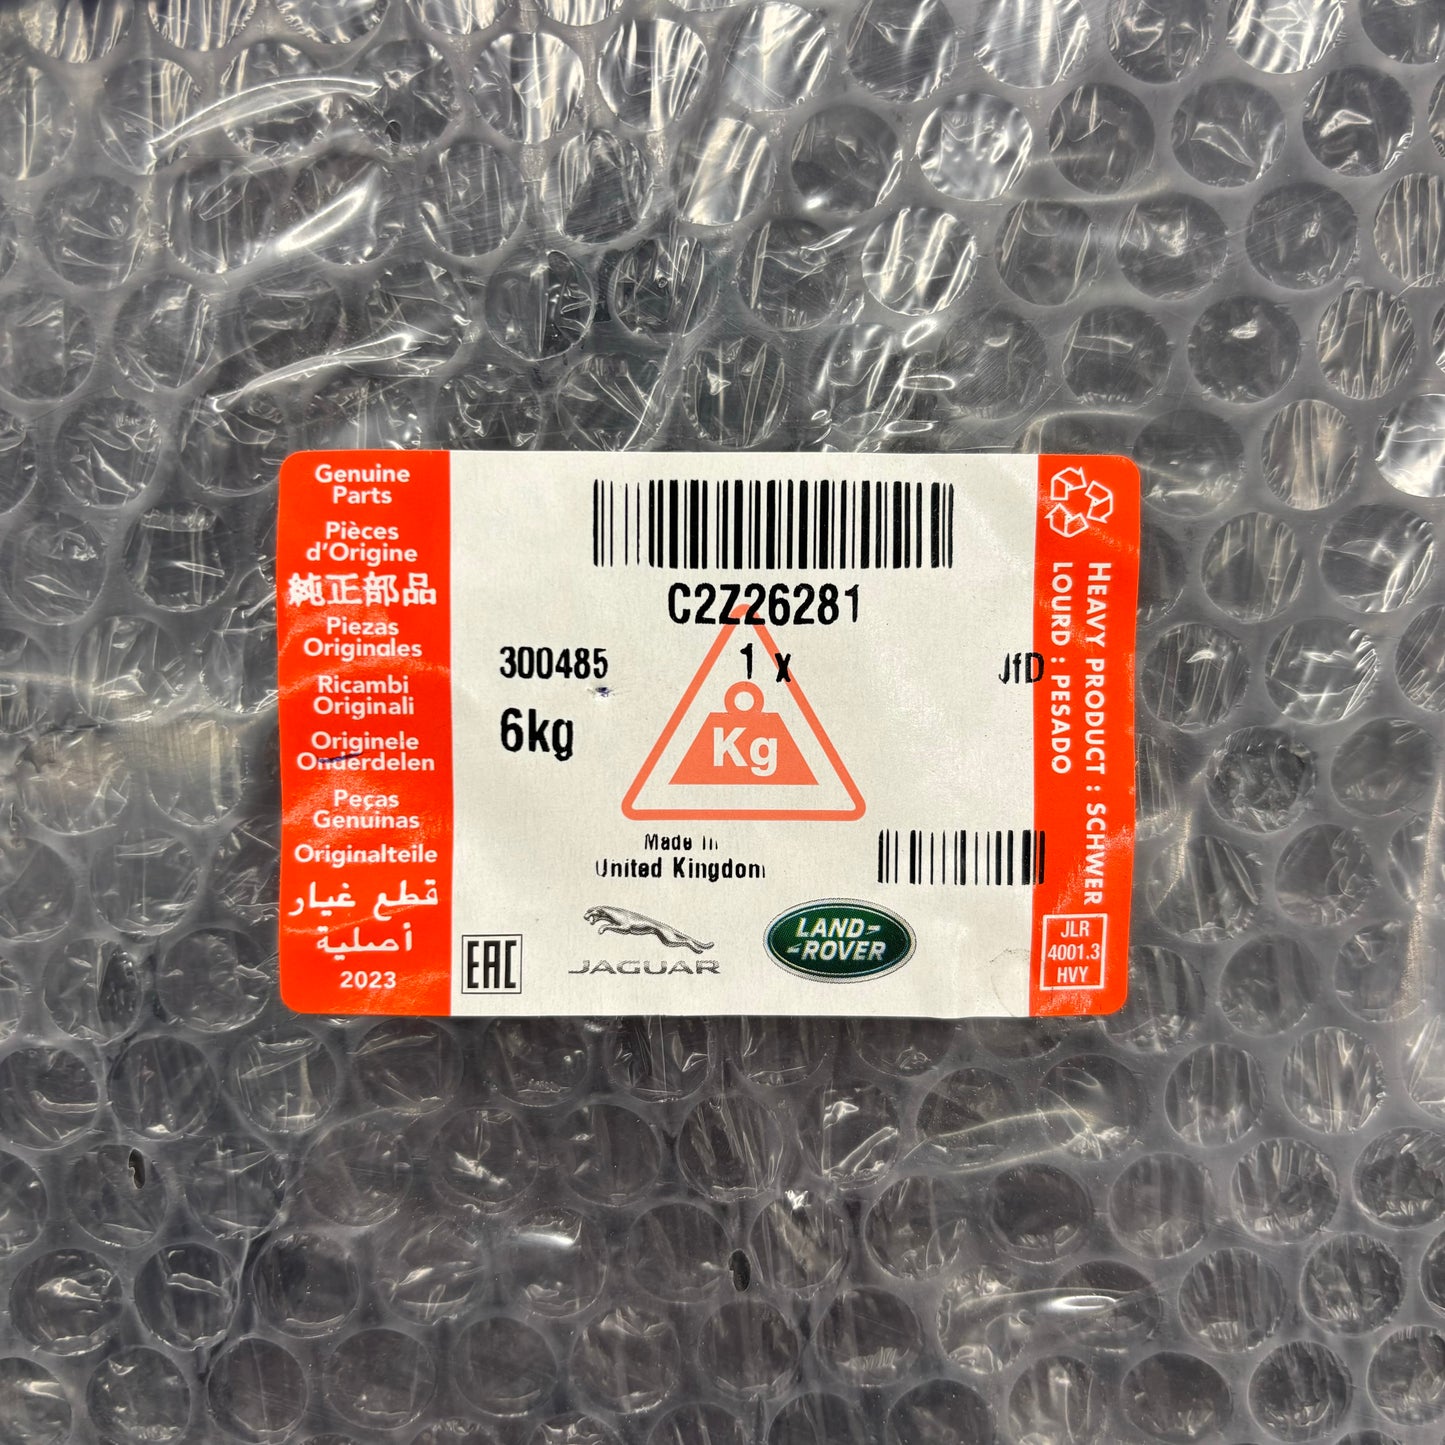 Genuine
Parts
Pièces
d'Origine
純正部品
Piezas
Originales
Ricambi
Originali
Originele
Onderdelen
Peças
Genuinas
Originalteile
قطع غيار
أصلية
2023
C2Z26281
300485
1 x
JfD
6kg
Kg
Made In
United Kingdom
EAC
JAGUAR
LAND-
-ROVER
HEAVY PRODUCT : SCHWER
LOURD : PESADO
JLR
4001.3
HVY